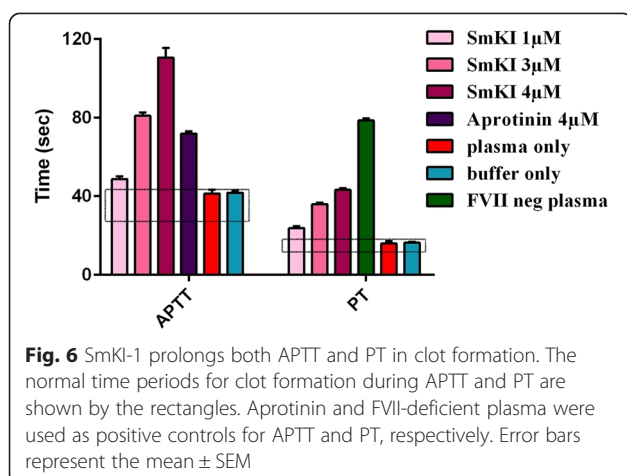 120
80
40
0
Time (sec)
APTT
PT
SmKI 1µM
SmKI 3µM
SmKI 4µM
Aprotinin 4µM
plasma only
buffer only
FVII neg plasma
Fig. 6 SmKI-1 prolongs both APTT and PT in clot formation. The
normal time periods for clot formation during APTT and PT are
shown by the rectangles. Aprotinin and FVII-deficient plasma were
used as positive controls for APTT and PT, respectively. Error bars
represent the mean ± SEM